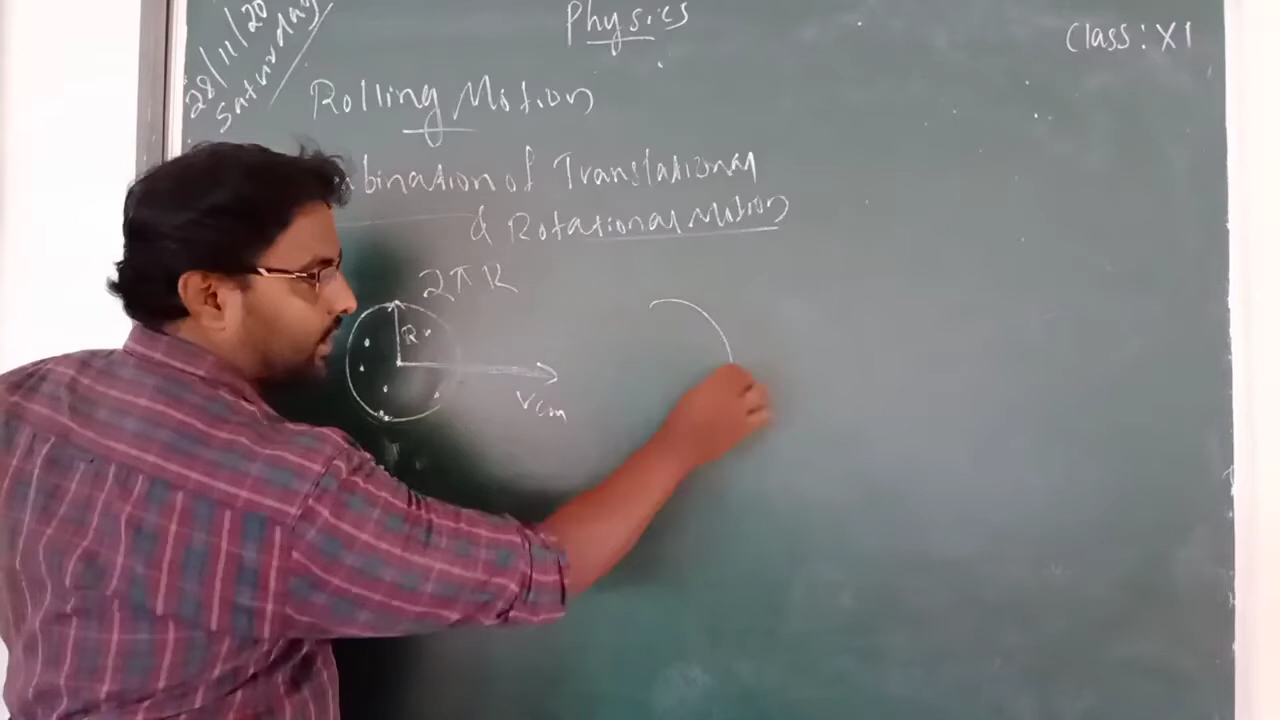 28/11/20
Saturday
Physics
Class: XI
Rolling Motion
bination of Translational
& Rotational Motion
2πR
R
Vcm